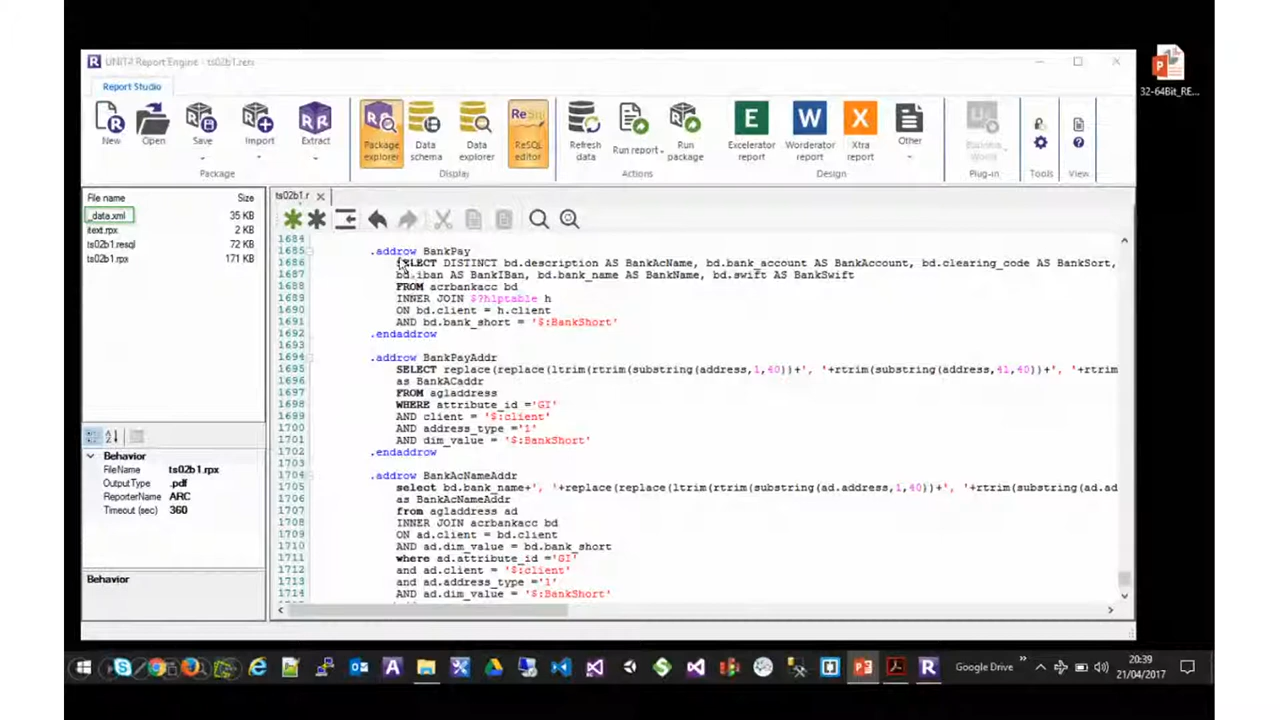 UNIT4 Report Engine - ts02b1.rers
Report Studio
New
Open
Save
Import
Extract
Package
explorer
Data
schema
Data
explorer
ReSQL
editor
Refresh
data
Run report
Run
package
Excelerator
report
Worderator
report
Xtra
report
Other
Package
Display
Actions
Design
Plug-in
Tools
View
32-64Bit_RE...
File name Size
_data.xml 35 KB
itext.rpx 2 KB
ts02b1.resql 72 KB
ts02b1.rpx 171 KB
ts02b1.r
1684
1685 .addrow BankPay
1686 SELECT DISTINCT bd.description AS BankAcName, bd.bank_account AS BankAccount, bd.clearing_code AS BankSort,
1687 bd.iban AS BankIBan, bd.bank_name AS BankName, bd.swift AS BankSwift
1688 FROM acrbankacc bd
1689 INNER JOIN $?hlptable h
1690 ON bd.client = h.client
1691 AND bd.bank_short = '$:BankShort'
1692 .endaddrow
1693
1694 .addrow BankPayAddr
1695 SELECT replace(replace(ltrim(rtrim(substring(address,1,40))+', '+rtrim(substring(address,41,40))+', '+rtrim
1696 as BankACaddr
1697 FROM agladdress
1698 WHERE attribute_id ='GI'
1699 AND client = '$:client'
1700 AND address_type ='1'
1701 AND dim_value = '$:BankShort'
1702 .endaddrow
1703
1704 .addrow BankAcNameAddr
1705 select bd.bank_name+', '+replace(replace(ltrim(rtrim(substring(ad.address,1,40))+', '+rtrim(substring(ad.ad
1706 as BankAcNameAddr
1707 from agladdress ad
1708 INNER JOIN acrbankacc bd
1709 ON ad.client = bd.client
1710 AND ad.dim_value = bd.bank_short
1711 where ad.attribute_id ='GI'
1712 and ad.client = '$:client'
1713 and ad.address_type ='1'
1714 AND ad.dim_value = '$:BankShort'
Behavior
FileName ts02b1.rpx
OutputType .pdf
ReporterName ARC
Timeout (sec) 360
Behavior
Google Drive
20:39
21/04/2017